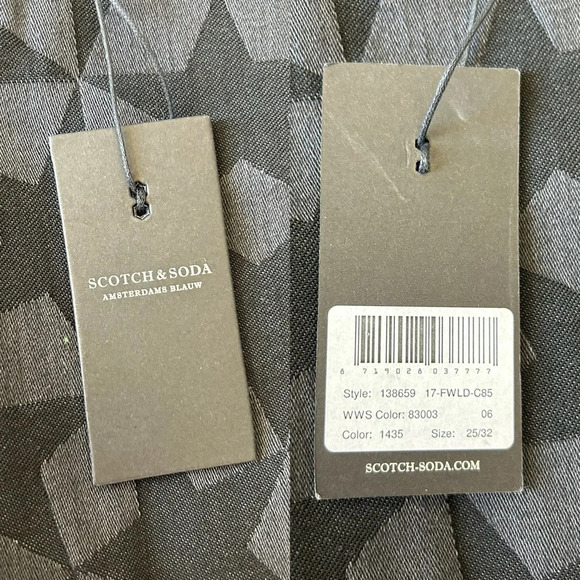 SCOTCH & SODA
AMSTERDAMS BLAUW
8 719028 037777
Style: 138659 17-FWLD-C85
WWS Color: 83003 06
Color: 1435 Size: 25/32
SCOTCH-SODA.COM